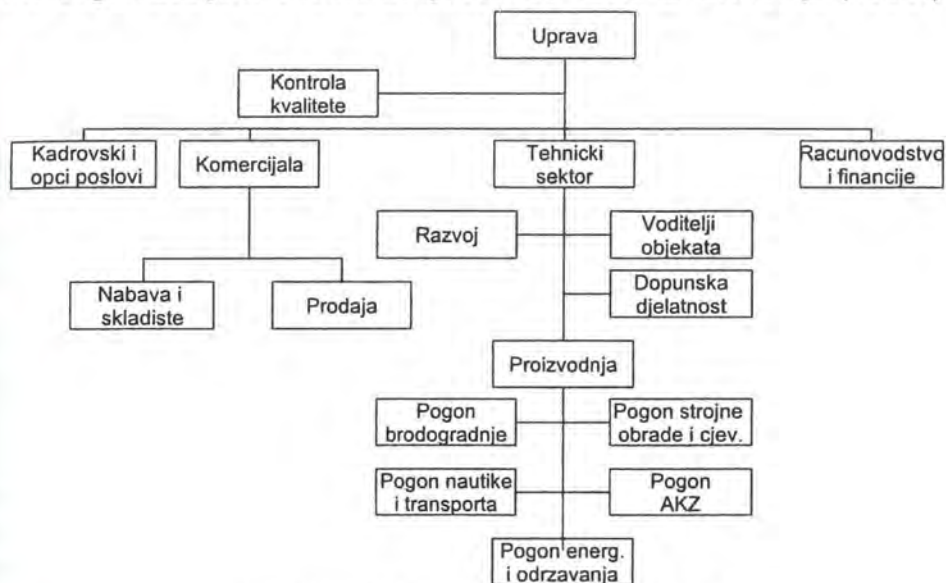 Uprava
Kontrola
kvalitete
Kadrovski i
opci poslovi
Komercijala
Tehnicki
sektor
Racunovodstvo
i financije
Razvoj
Voditelji
objekata
Nabava i
skladiste
Prodaja
Dopunska
djelatnost
Proizvodnja
Pogon
brodogradnje
Pogon strojne
obrade i cjev.
Pogon nautike
i transporta
Pogon
AKZ
Pogon energ.
i odrzavanja